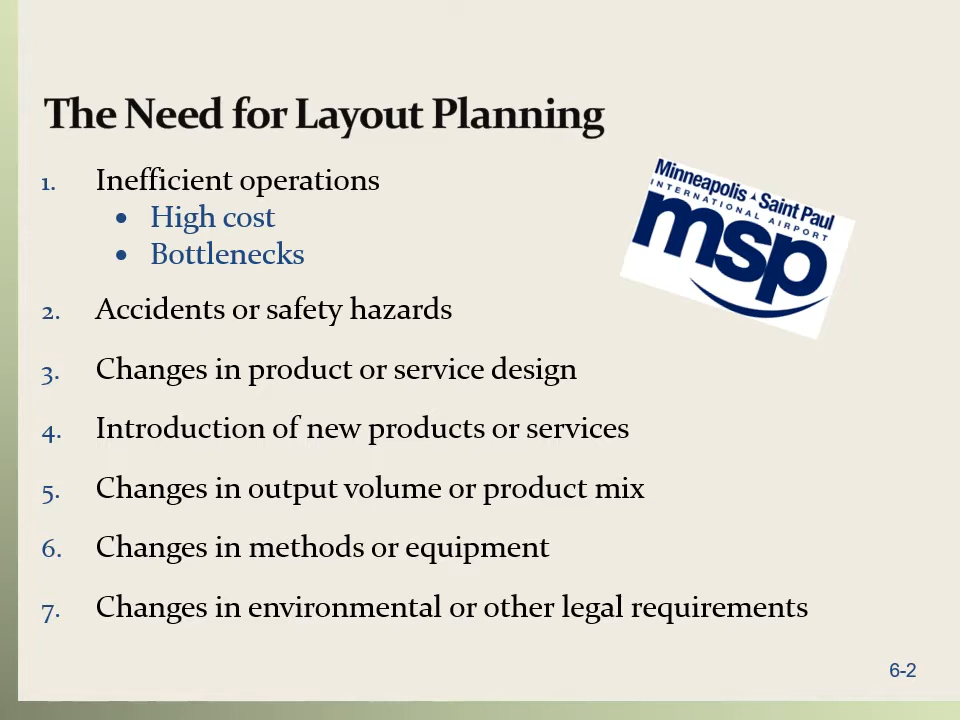 The Need for Layout Planning
1. Inefficient operations
• High cost
• Bottlenecks
2. Accidents or safety hazards
3. Changes in product or service design
4. Introduction of new products or services
5. Changes in output volume or product mix
6. Changes in methods or equipment
7. Changes in environmental or other legal requirements
Minneapolis Saint Paul
INTERNATIONAL AIRPORT
msp
6-2